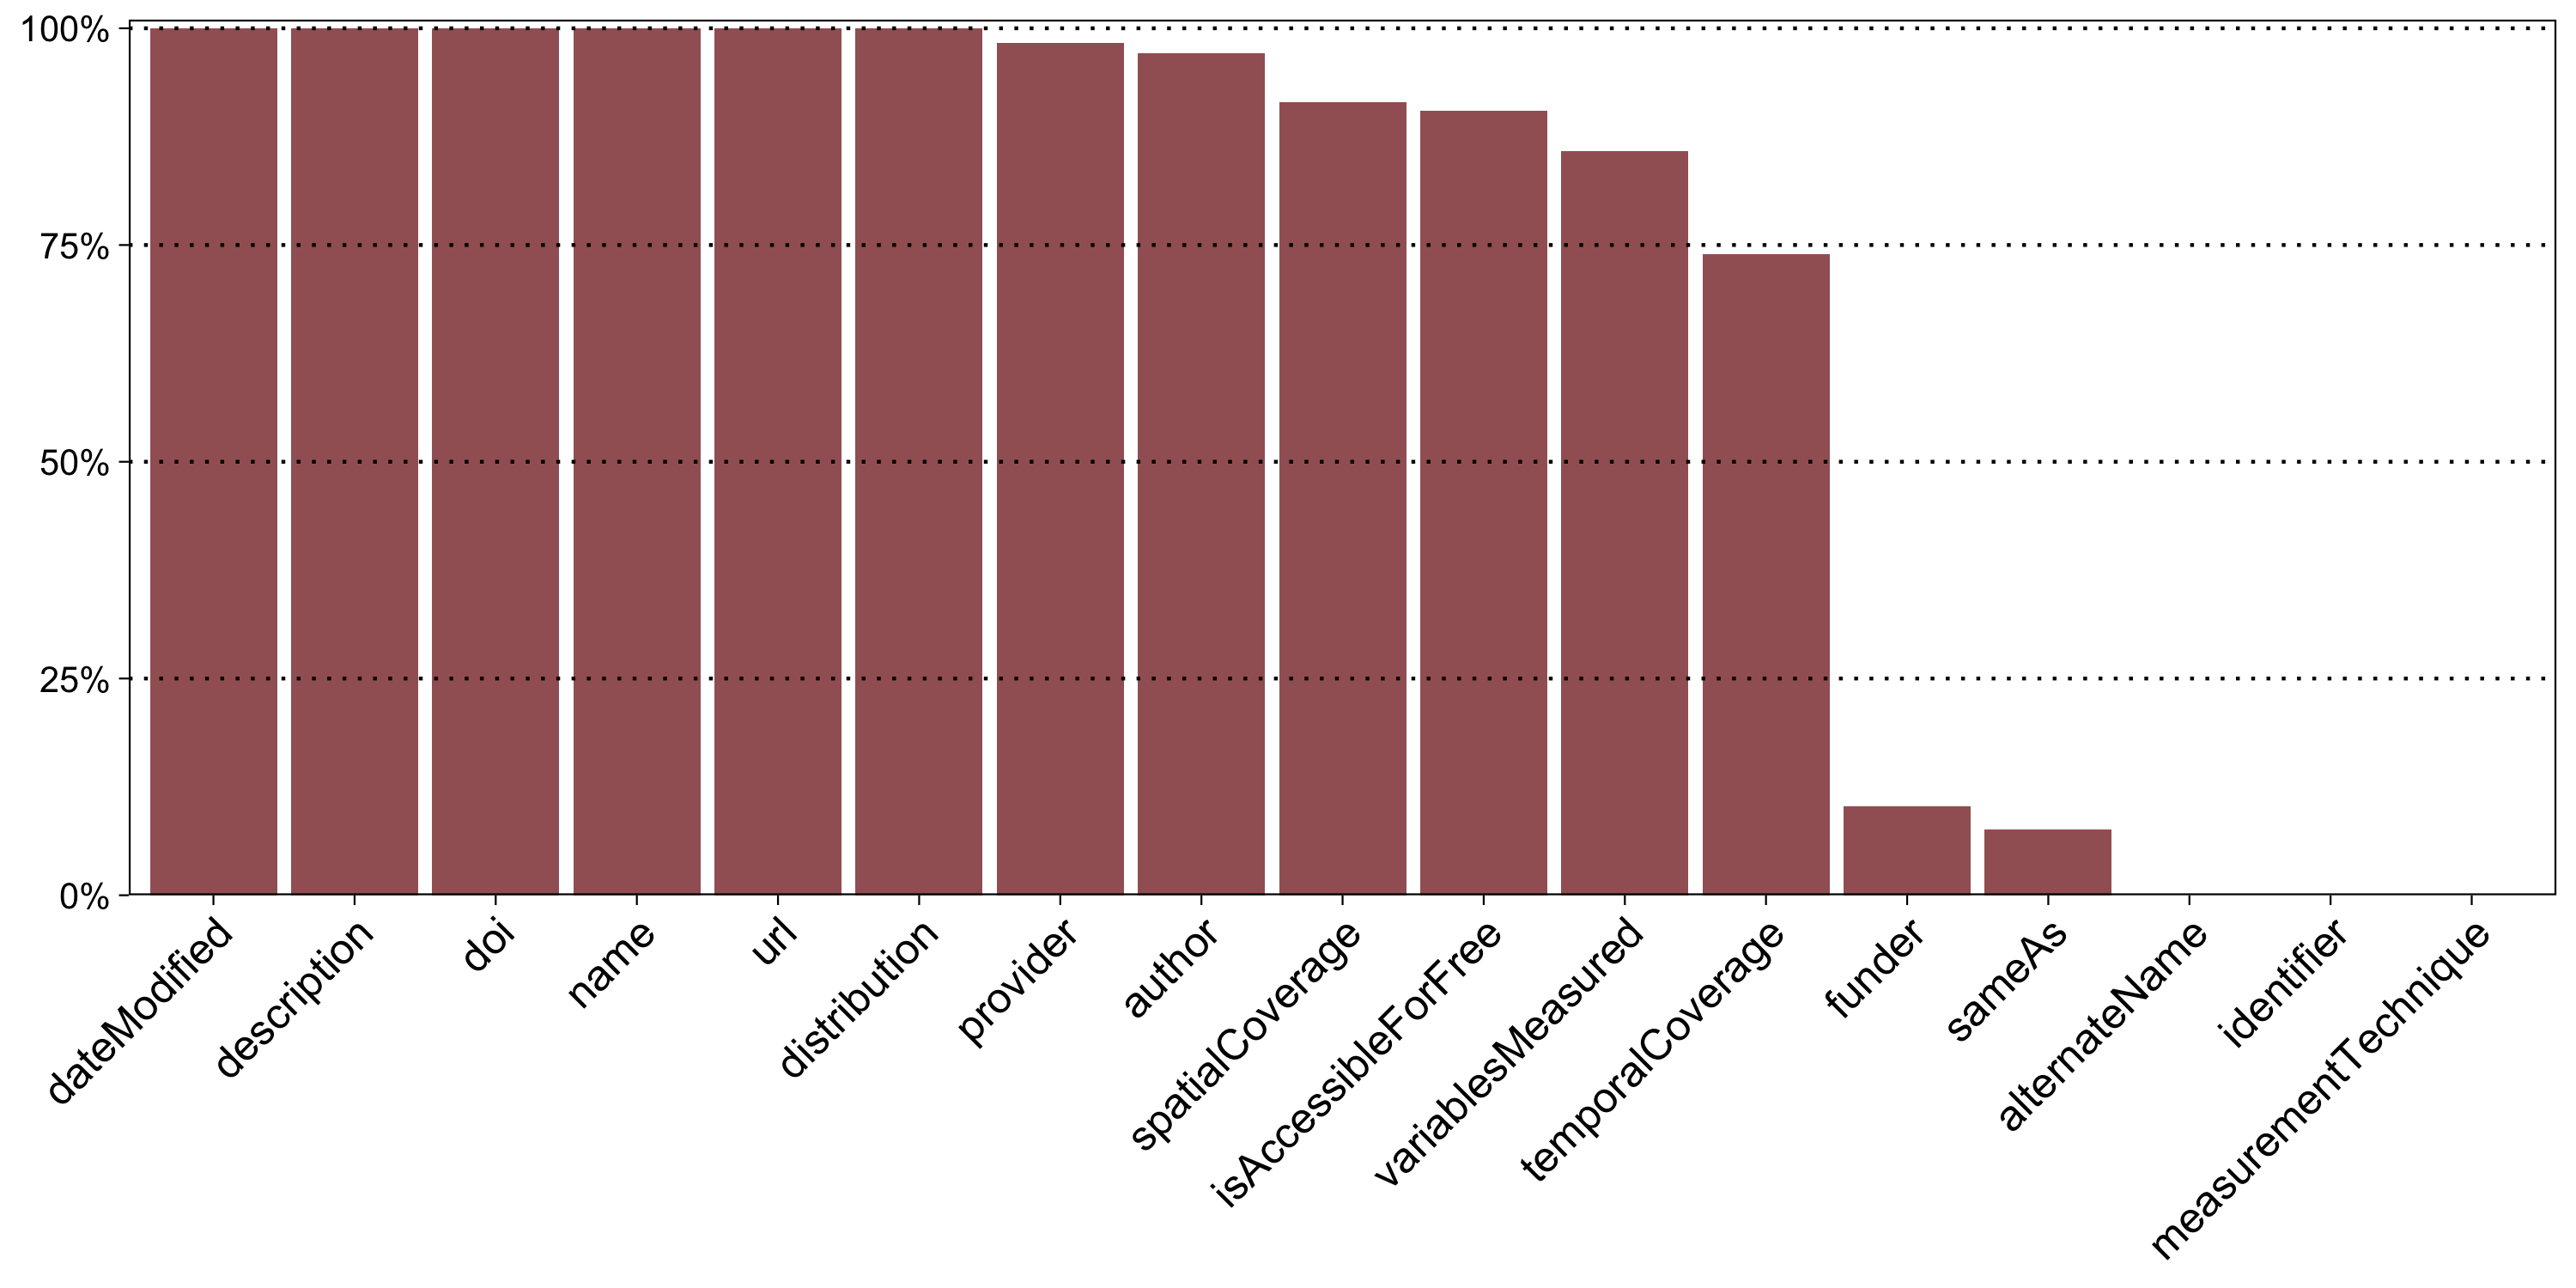 100%
75%
50%
25%
0%
dateModified
description
doi
name
url
distribution
provider
author
spatialCoverage
isAccessibleForFree
variablesMeasured
temporalCoverage
funder
sameAs
alternateName
identifier
measurementTechnique